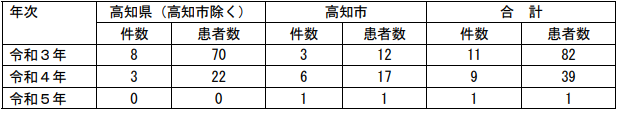 年次 高知県（高知市除く） 高知市 合　計
件数 患者数 件数 患者数 件数 患者数
令和３年 8 70 3 12 11 82
令和４年 3 22 6 17 9 39
令和５年 0 0 1 1 1 1